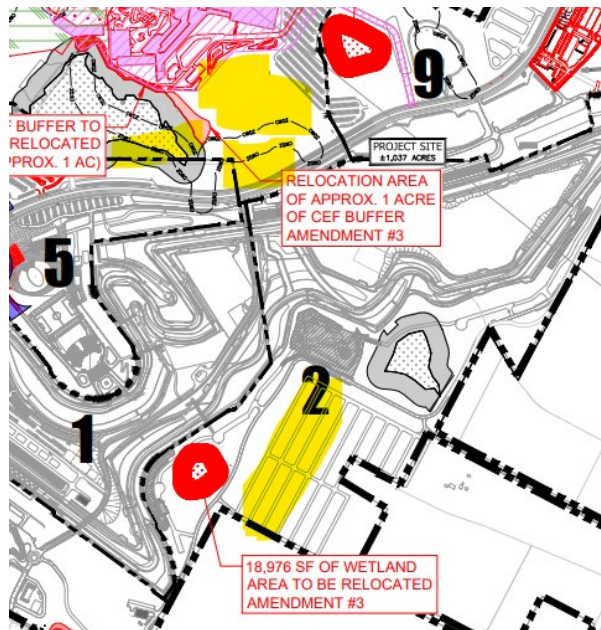 9
F BUFFER TO
RELOCATED
PPROX. 1 AC)
PROJECT SITE
±1,037 ACRES
RELOCATION AREA
OF APPROX. 1 ACRE
OF CEF BUFFER
AMENDMENT #3
5
2
1
18,976 SF OF WETLAND
AREA TO BE RELOCATED
AMENDMENT #3